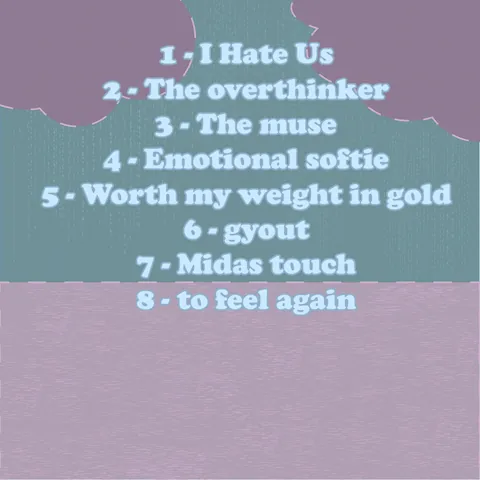 1 - I Hate Us
2 - The overthinker
3 - The muse
4 - Emotional softie
5 - Worth my weight in gold
6 - gyout
7 - Midas touch
8 - to feel again